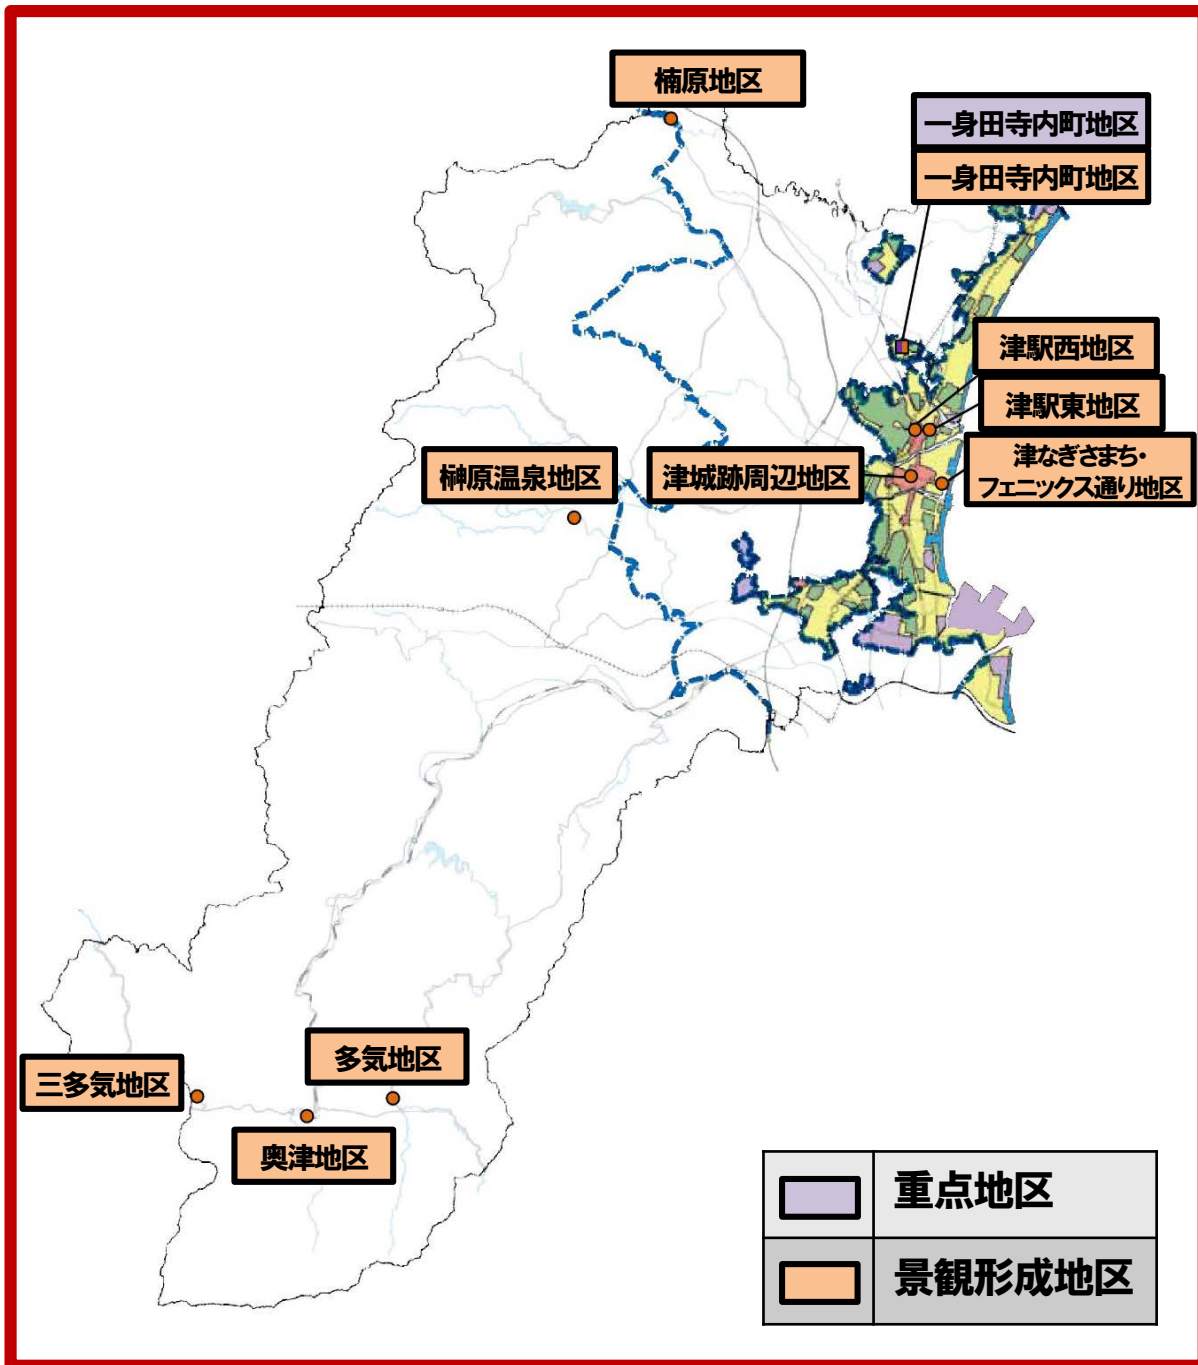 楠原地区
一身田寺内町地区
一身田寺内町地区
津駅西地区
津駅東地区
津なぎさまち・
フェニックス通り地区
榊原温泉地区
津城跡周辺地区
多気地区
三多気地区
奥津地区
重点地区
景観形成地区